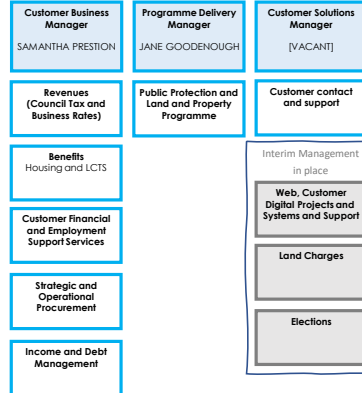 Customer Business
Manager
SAMANTHA PRESTION
Programme Delivery
Manager
JANE GOODENOUGH
Customer Solutions
Manager
[VACANT]
Revenues
(Council Tax and
Business Rates)
Public Protection and
Land and Property
Programme
Customer contact
and support
Benefits
Housing and LCTS
Interim Management
in place
Web, Customer
Digital Projects and
Systems and Support
Customer Financial
and Employment
Support Services
Land Charges
Strategic and
Operational
Procurement
Elections
Income and Debt
Management